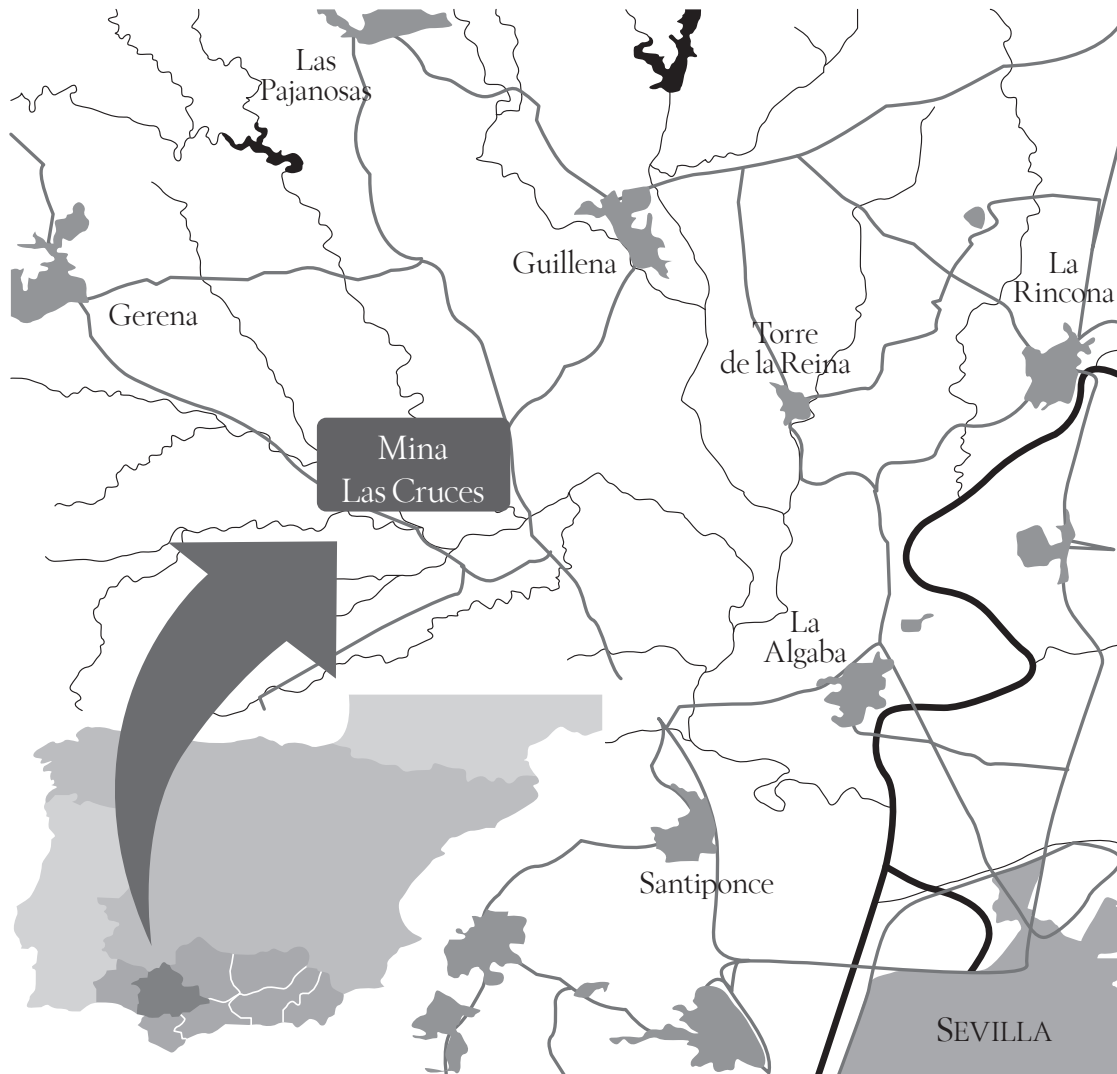 Las
Pajanosas
Guillena
La
Rincona
Gerena
Torre
de la Reina
Mina
Las Cruces
La
Algaba
Santiponce
SEVILLA